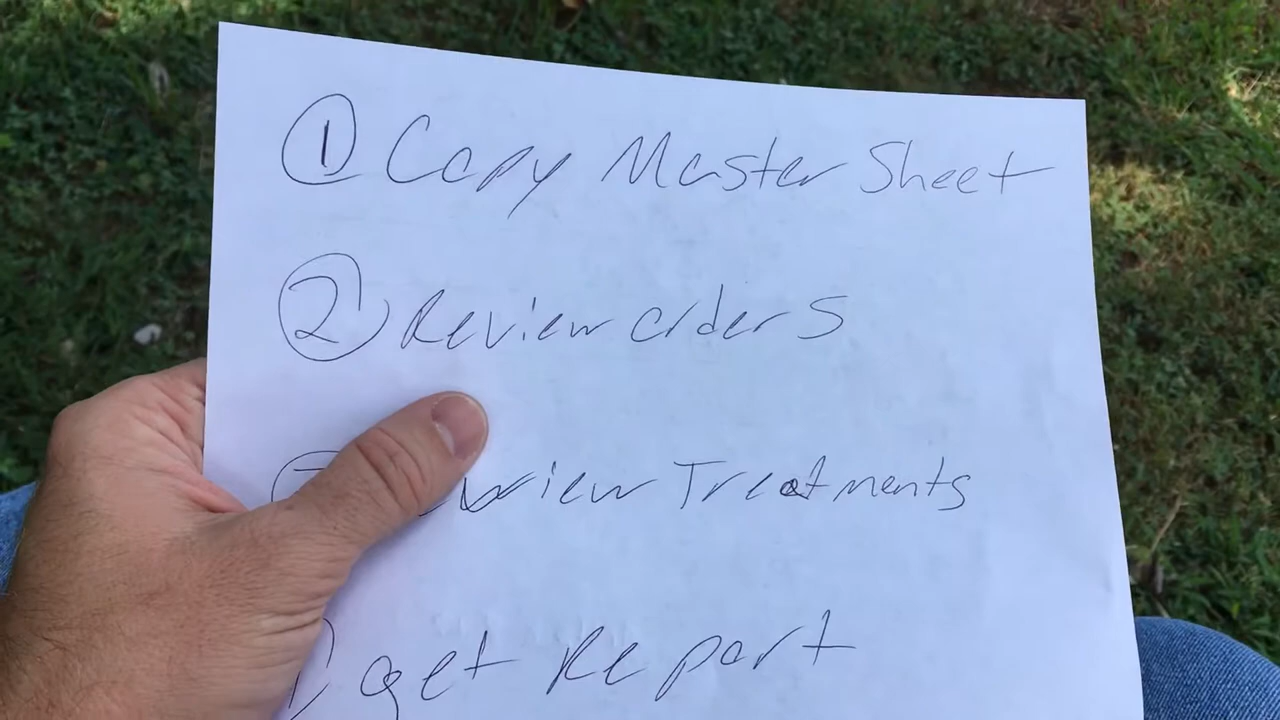 ① Copy Master Sheet
② Review orders
Treatments
get Report